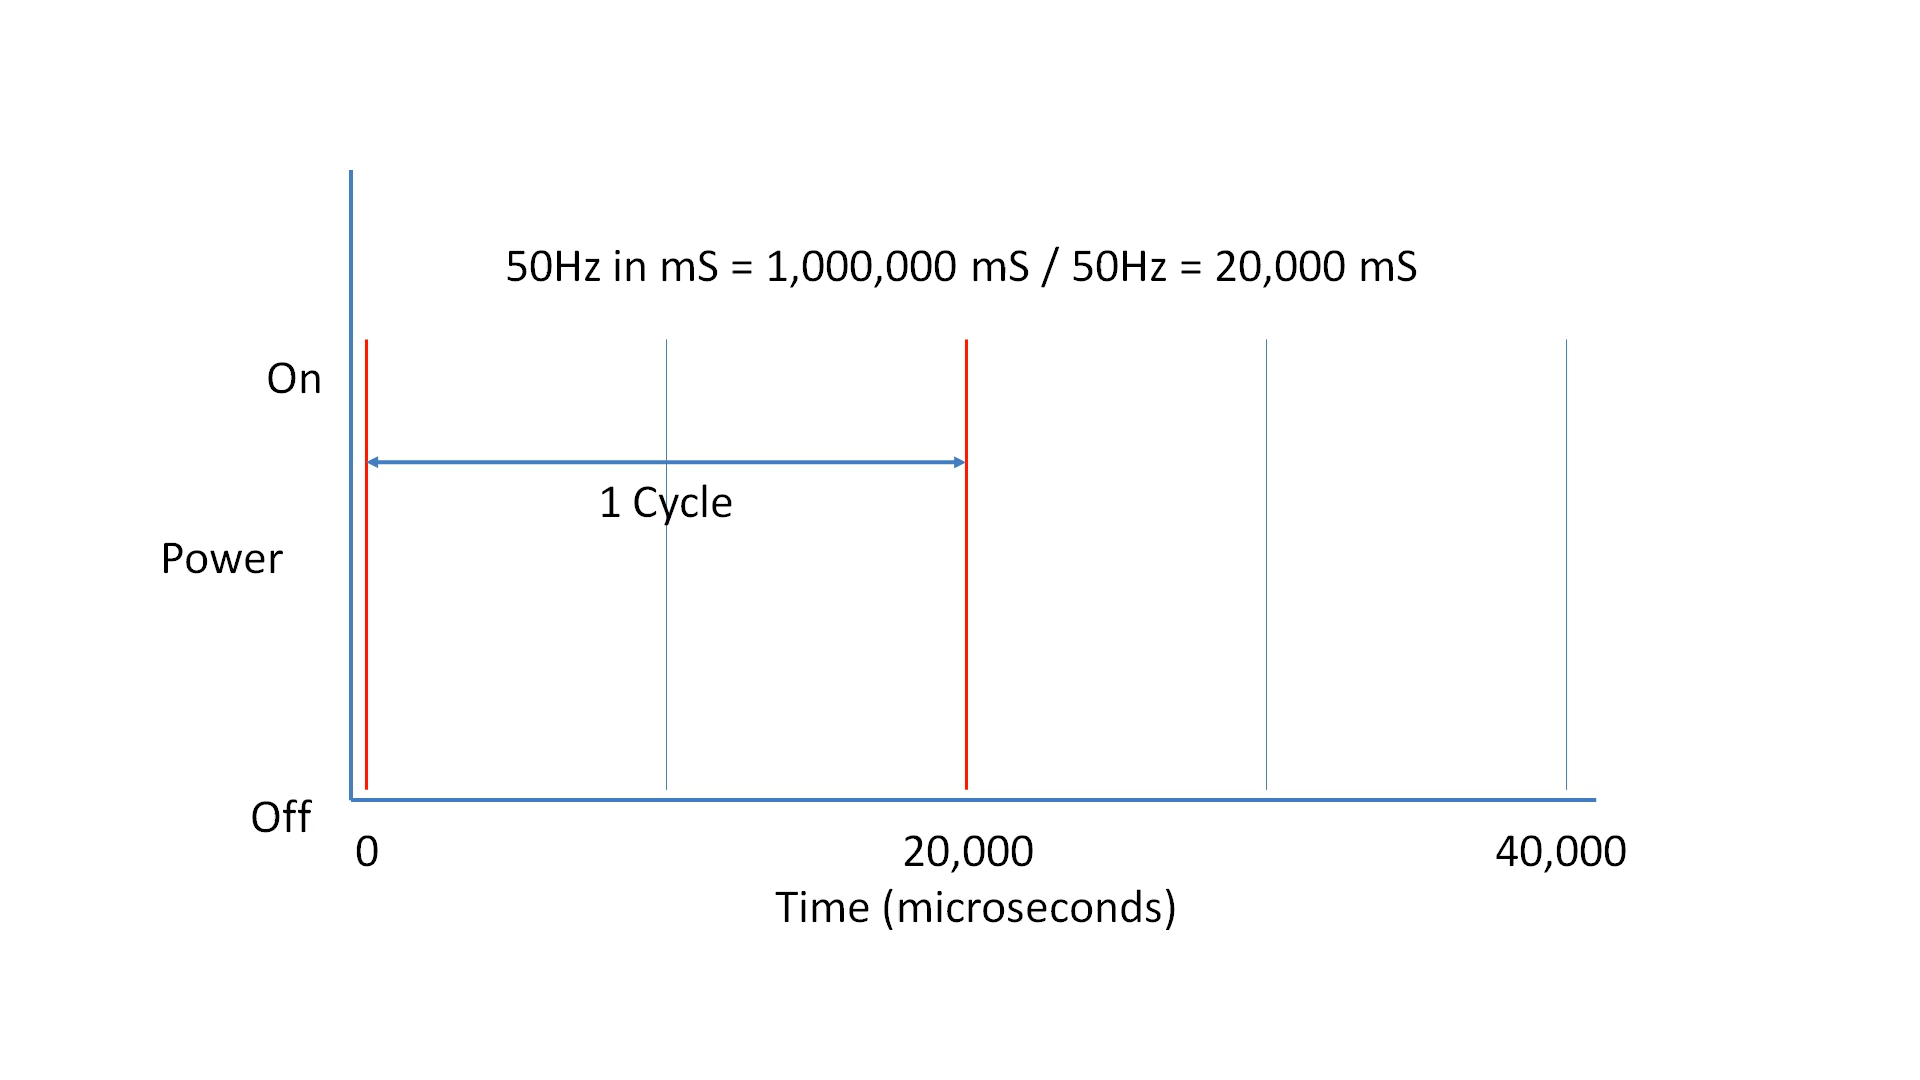 50Hz in mS = 1,000,000 mS / 50Hz = 20,000 mS
On
1 Cycle
Power
Off
0 20,000 40,000
Time (microseconds)